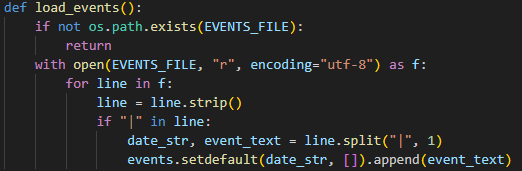 def load_events():
    if not os.path.exists(EVENTS_FILE):
        return
    with open(EVENTS_FILE, "r", encoding="utf-8") as f:
        for line in f:
            line = line.strip()
            if "|" in line:
                date_str, event_text = line.split("|", 1)
                events.setdefault(date_str, []).append(event_text)